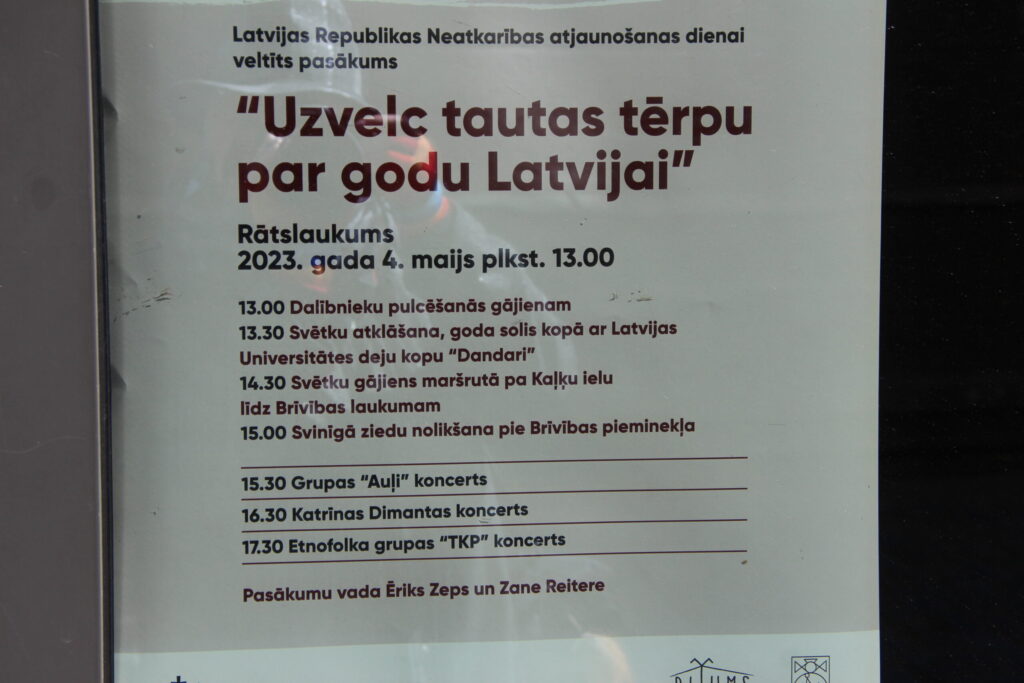 Latvijas Republikas Neatkarības atjaunošanas dienai
veltīts pasākums
“Uzvelc tautas tērpu
par godu Latvijai”
Rātslaukums
2023. gada 4. maijs plkst. 13.00
13.00 Dalībnieku pulcēšanās gājienam
13.30 Svētku atklāšana, goda solis kopā ar Latvijas
Universitātes deju kopu “Dandari”
14.30 Svētku gājiens maršrutā pa Kaļķu ielu
līdz Brīvības laukumam
15.00 Svinīgā ziedu nolikšana pie Brīvības pieminekļa
15.30 Grupas “Auļi” koncerts
16.30 Katrīnas Dimantas koncerts
17.30 Etnofolka grupas “TKP” koncerts
Pasākumu vada Ēriks Zeps un Zane Reitere